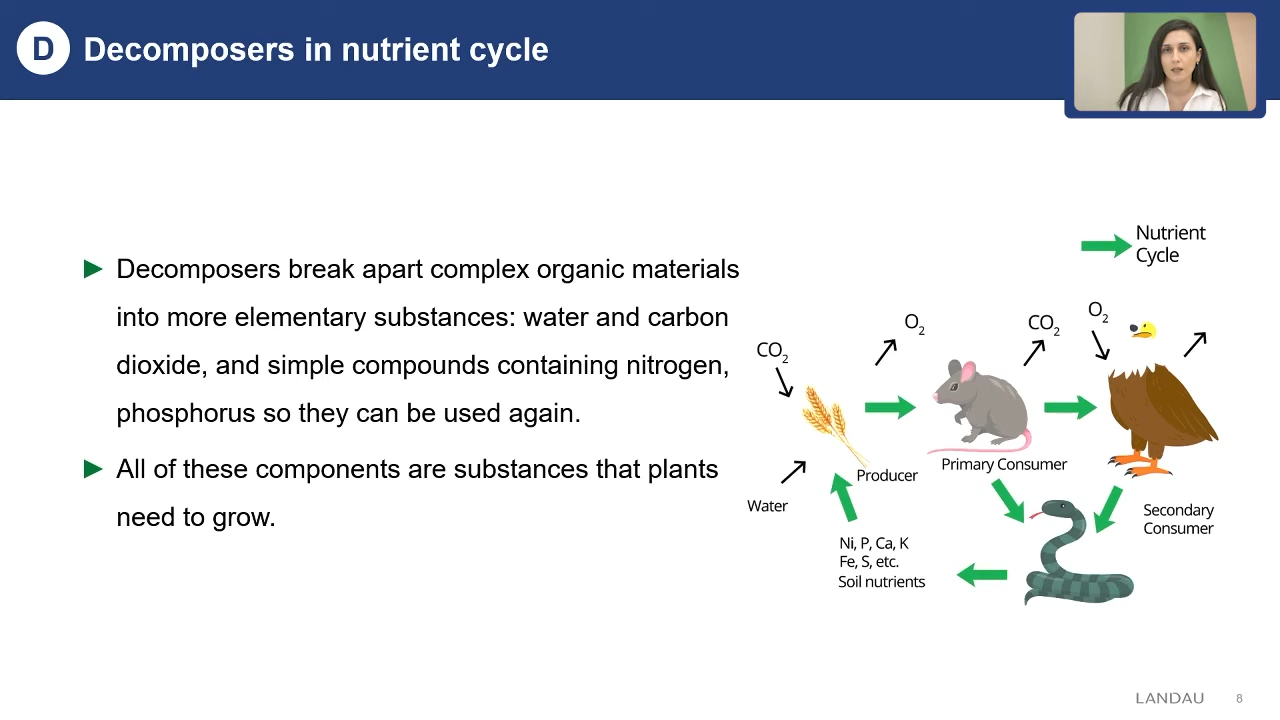 D
Decomposers in nutrient cycle
► Decomposers break apart complex organic materials
into more elementary substances: water and carbon
dioxide, and simple compounds containing nitrogen,
phosphorus so they can be used again.
► All of these components are substances that plants
need to grow.
Nutrient
Cycle
CO2
O2
CO2
O2
Producer
Primary Consumer
Water
Secondary
Consumer
Ni, P, Ca, K
Fe, S, etc.
Soil nutrients
LANDAU
8